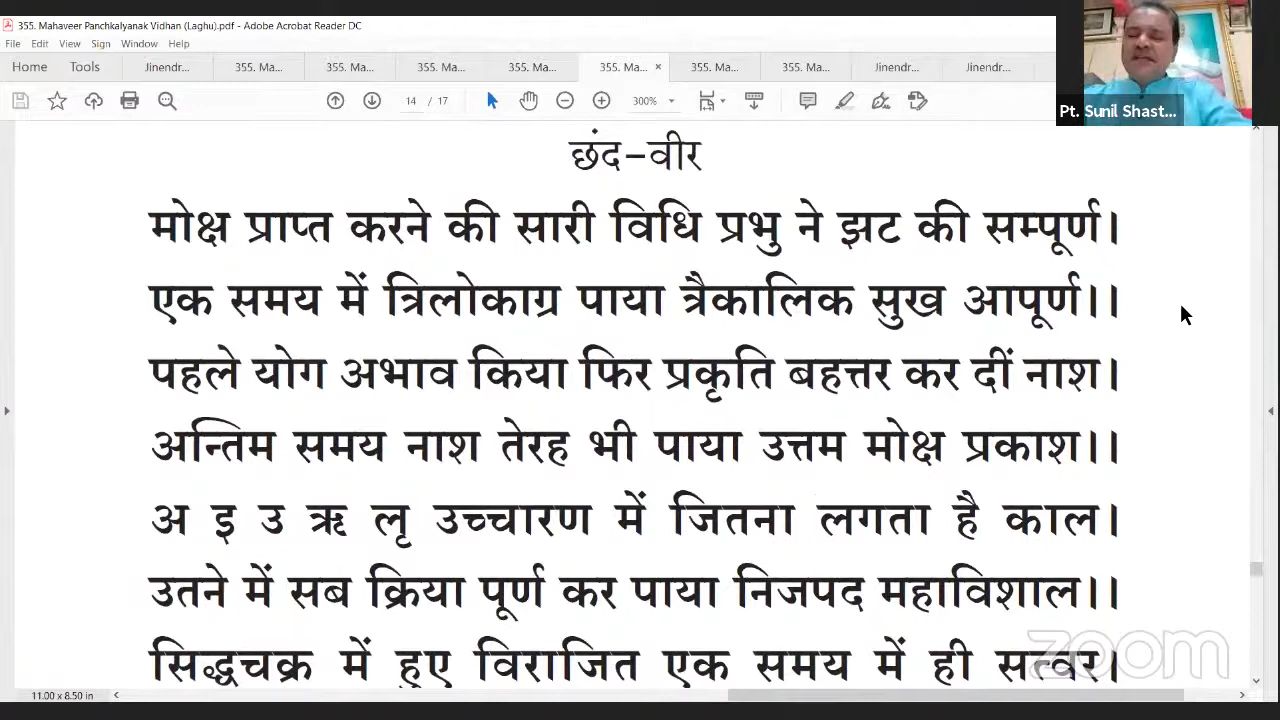 355. Mahaveer Panchkalyanak Vidhan (Laghu).pdf - Adobe Acrobat Reader DC
File Edit View Sign Window Help
Home Tools Jinendr... 355. Ma... 355. Ma... 355. Ma... 355. Ma... 355. Ma... × 355. Ma... 355. Ma... Jinendr... Jinendr...
14 / 17 300%
Pt. Sunil Shast...
छंद-वीर
मोक्ष प्राप्त करने की सारी विधि प्रभु ने झट की सम्पूर्ण।
एक समय में त्रिलोकाग्र पाया त्रैकालिक सुख आपूर्ण।।
पहले योग अभाव किया फिर प्रकृति बहत्तर कर दीं नाश।
अन्तिम समय नाश तेरह भी पाया उत्तम मोक्ष प्रकाश।।
अ इ उ ऋ लृ उच्चारण में जितना लगता है काल।
उतने में सब क्रिया पूर्ण कर पाया निजपद महाविशाल।।
सिद्धचक्र में हुए विराजित एक समय में ही सत्वर।
zoom
11.00 x 8.50 in